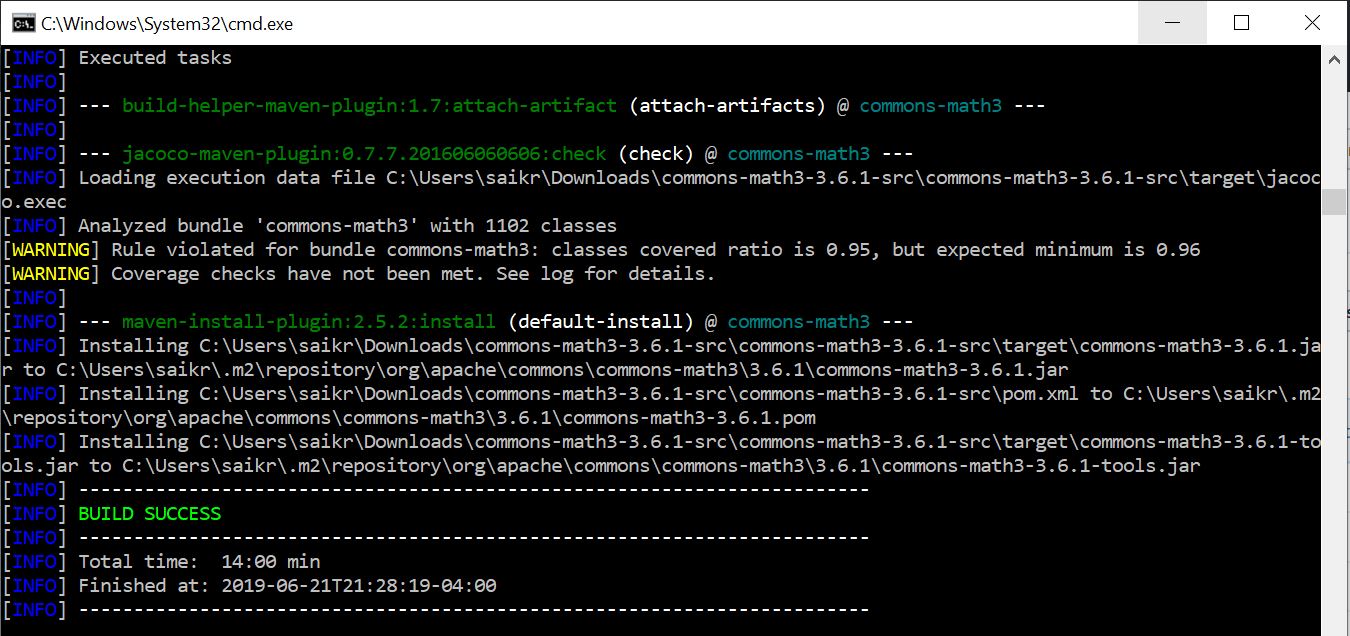 C:\Windows\System32\cmd.exe
[INFO] Executed tasks
[INFO]
[INFO] --- build-helper-maven-plugin:1.7:attach-artifact (attach-artifacts) @ commons-math3 ---
[INFO]
[INFO] --- jacoco-maven-plugin:0.7.7.201606060606:check (check) @ commons-math3 ---
[INFO] Loading execution data file C:\Users\saikr\Downloads\commons-math3-3.6.1-src\commons-math3-3.6.1-src\target\jacoc
o.exec
[INFO] Analyzed bundle 'commons-math3' with 1102 classes
[WARNING] Rule violated for bundle commons-math3: classes covered ratio is 0.95, but expected minimum is 0.96
[WARNING] Coverage checks have not been met. See log for details.
[INFO]
[INFO] --- maven-install-plugin:2.5.2:install (default-install) @ commons-math3 ---
[INFO] Installing C:\Users\saikr\Downloads\commons-math3-3.6.1-src\commons-math3-3.6.1-src\target\commons-math3-3.6.1.ja
r to C:\Users\saikr\.m2\repository\org\apache\commons\commons-math3\3.6.1\commons-math3-3.6.1.jar
[INFO] Installing C:\Users\saikr\Downloads\commons-math3-3.6.1-src\commons-math3-3.6.1-src\pom.xml to C:\Users\saikr\.m2
\repository\org\apache\commons\commons-math3\3.6.1\commons-math3-3.6.1.pom
[INFO] Installing C:\Users\saikr\Downloads\commons-math3-3.6.1-src\commons-math3-3.6.1-src\target\commons-math3-3.6.1-to
ols.jar to C:\Users\saikr\.m2\repository\org\apache\commons\commons-math3\3.6.1\commons-math3-3.6.1-tools.jar
[INFO] ------------------------------------------------------------------------
[INFO] BUILD SUCCESS
[INFO] ------------------------------------------------------------------------
[INFO] Total time:  14:00 min
[INFO] Finished at: 2019-06-21T21:28:19-04:00
[INFO] ------------------------------------------------------------------------